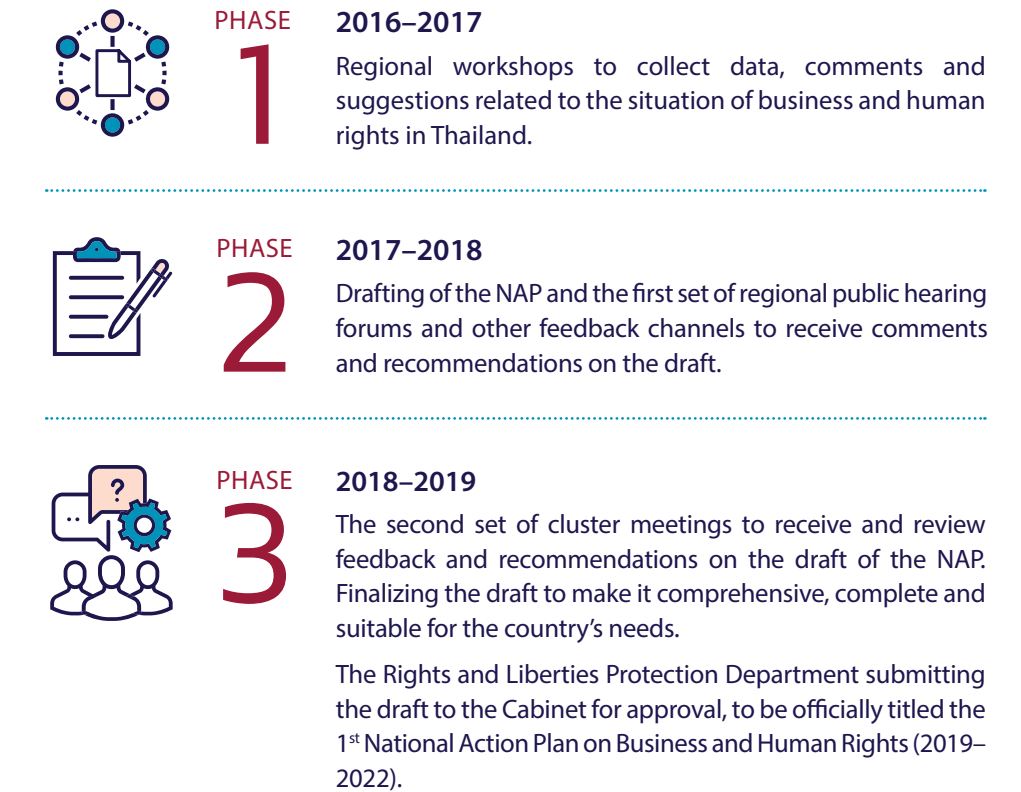 PHASE
1
2016–2017
Regional workshops to collect data, comments and
suggestions related to the situation of business and human
rights in Thailand.
PHASE
2
2017–2018
Drafting of the NAP and the first set of regional public hearing
forums and other feedback channels to receive comments
and recommendations on the draft.
?
PHASE
3
2018–2019
The second set of cluster meetings to receive and review
feedback and recommendations on the draft of the NAP.
Finalizing the draft to make it comprehensive, complete and
suitable for the country’s needs.
The Rights and Liberties Protection Department submitting
the draft to the Cabinet for approval, to be officially titled the
1st National Action Plan on Business and Human Rights (2019–
2022).